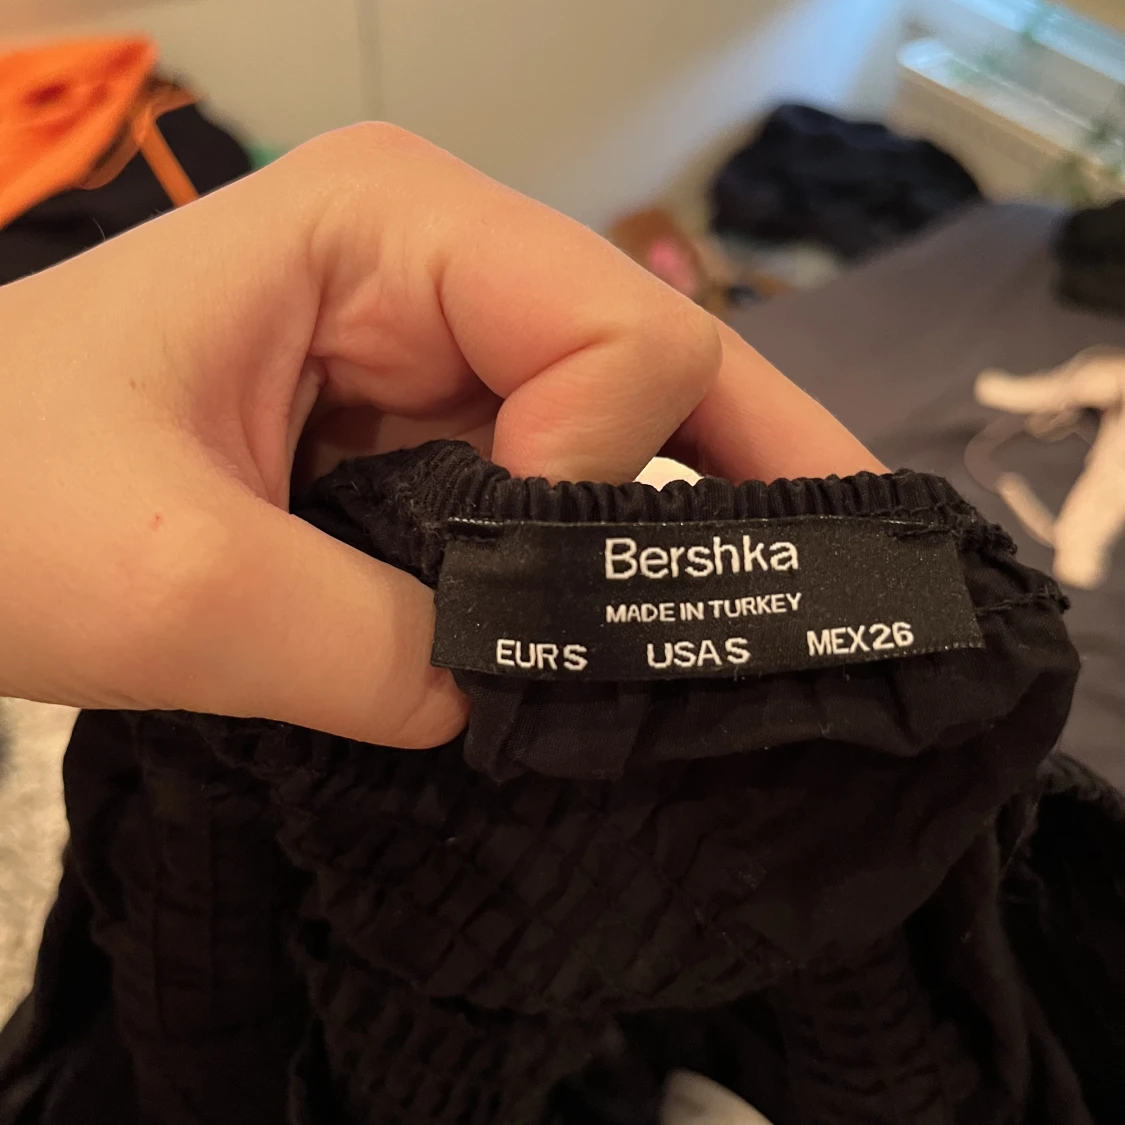 Bershka
MADE IN TURKEY
EUR S USA S MEX 26